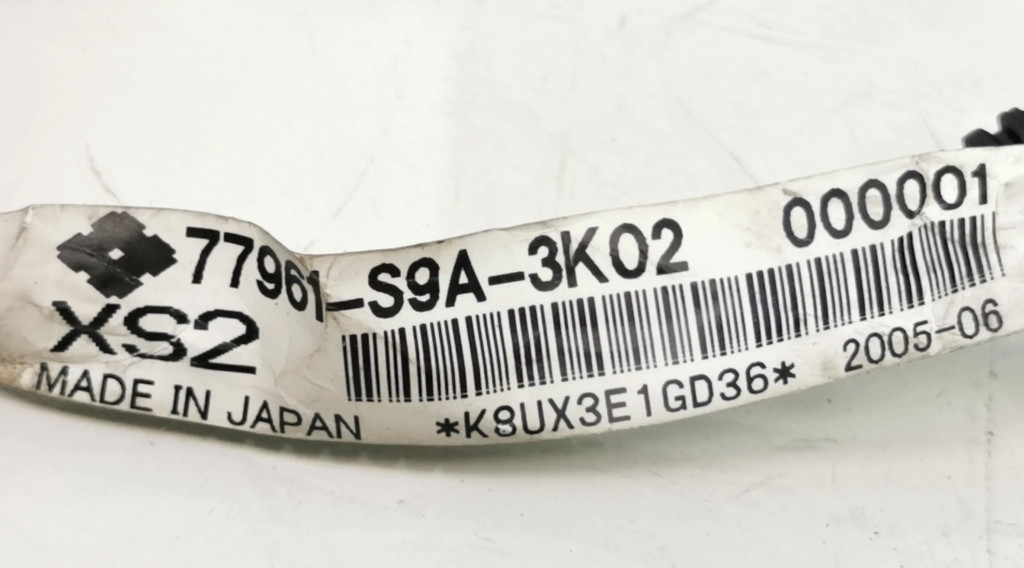 77961-S9A-3K02 000001
XS2
MADE IN JAPAN *K8UX3E1GD36* 2005-06